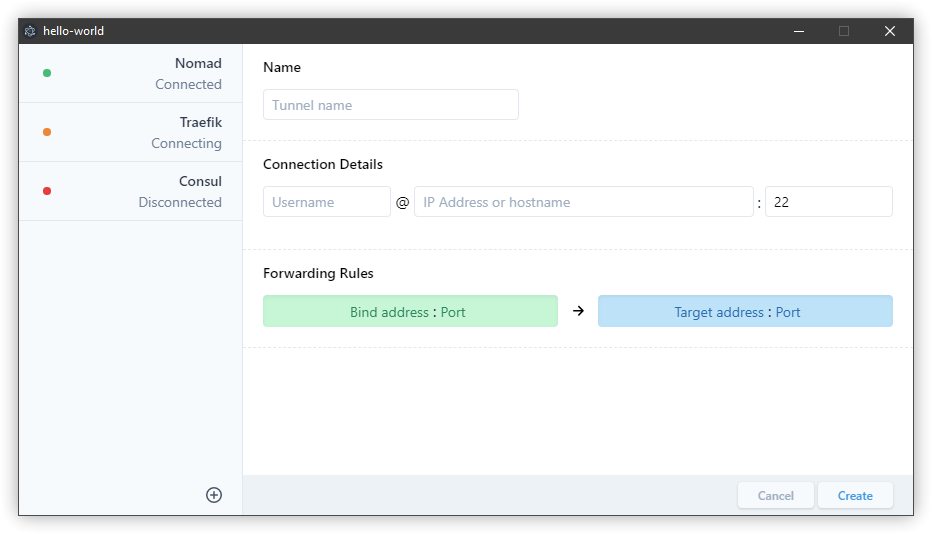 hello-world
Nomad
Connected
Traefik
Connecting
Consul
Disconnected
Name
Tunnel name
Connection Details
Username @ IP Address or hostname : 22
Forwarding Rules
Bind address : Port → Target address : Port
Cancel Create